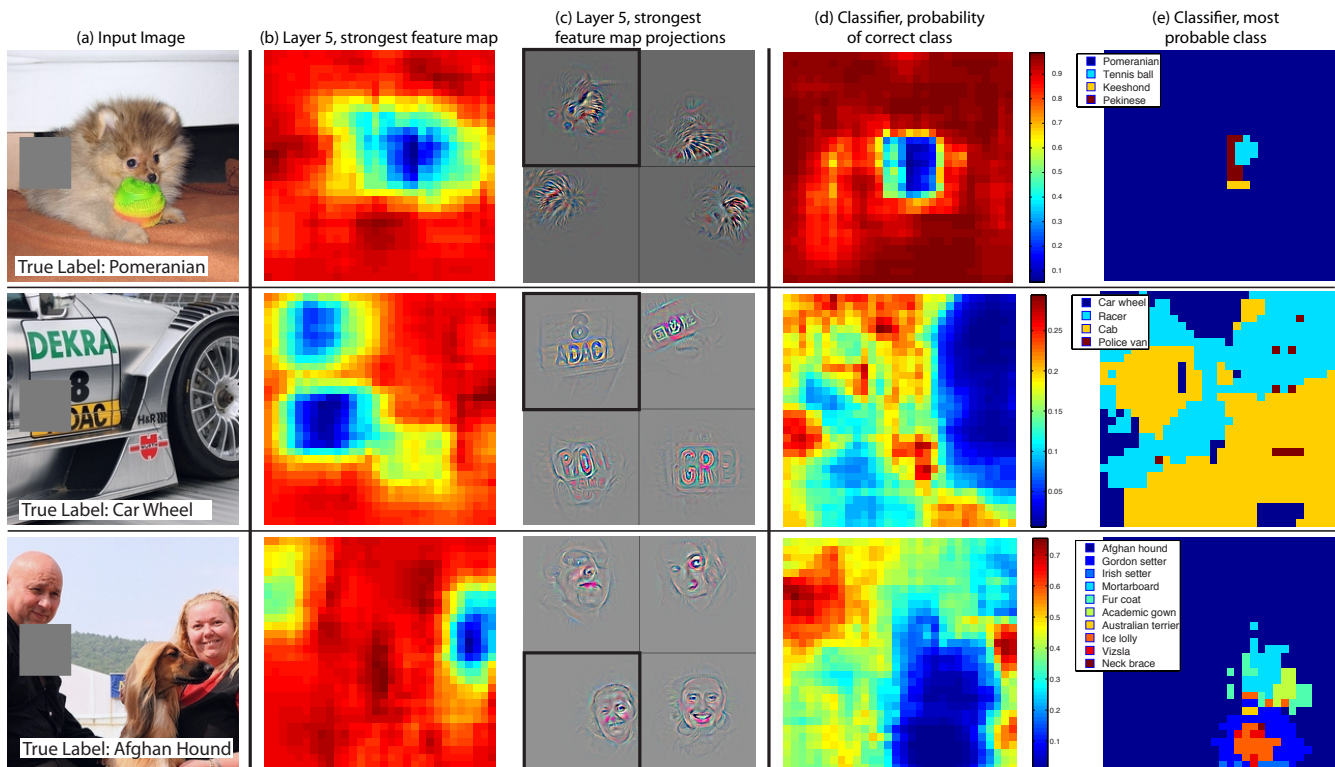 (a) Input Image
(b) Layer 5, strongest feature map
(c) Layer 5, strongest
feature map projections
(d) Classifier, probability
of correct class
(e) Classifier, most
probable class
True Label: Pomeranian
0.9
0.8
0.7
0.6
0.5
0.4
0.3
0.2
0.1
Pomeranian
Tennis ball
Keeshond
Pekinese
DEKRA
8
ADAC
H&R
True Label: Car Wheel
ADAC
PION
GRE
0.25
0.2
0.15
0.1
0.05
Car wheel
Racer
Cab
Police van
True Label: Afghan Hound
0.7
0.6
0.5
0.4
0.3
0.2
0.1
Afghan hound
Gordon setter
Irish setter
Mortarboard
Fur coat
Academic gown
Australian terrier
Ice lolly
Vizsla
Neck brace